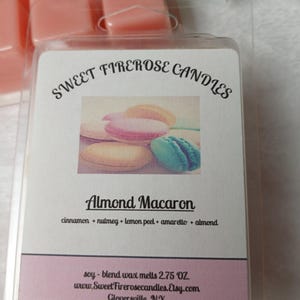 SWEET FIREROSE CANDLES
Almond Macaron
cinnamon + nutmeg + lemon peel + amaretto + almond
soy - blend wax melts 2.75 OZ.
www.SweetFirerosecandles.Etsy.com
Gloversville, N.Y.